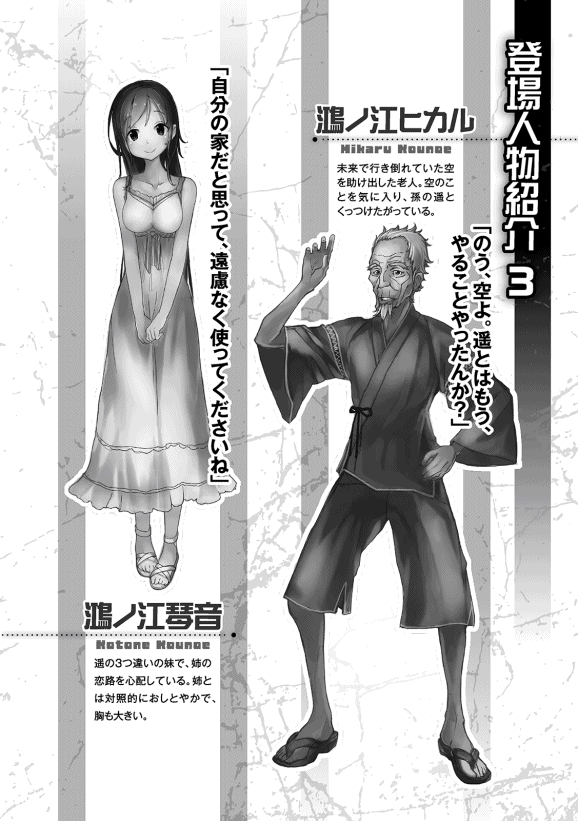 登場人物紹介 3
鴻ノ江ヒカル
Hikaru Kounoe
未来で行き倒れていた空
を助け出した老人。空のこ
とを気に入り、孫の遥と
くっつけたがっている。
「のう、空よ。遥とはもう、
やることやったんか？」
「自分の家だと思って、遠慮なく使ってくださいね」
鴻ノ江琴音
Kotone Kounoe
遥の3つ違いの妹で、姉の
恋路を心配している。姉と
は対照的におしとやかで、
胸も大きい。